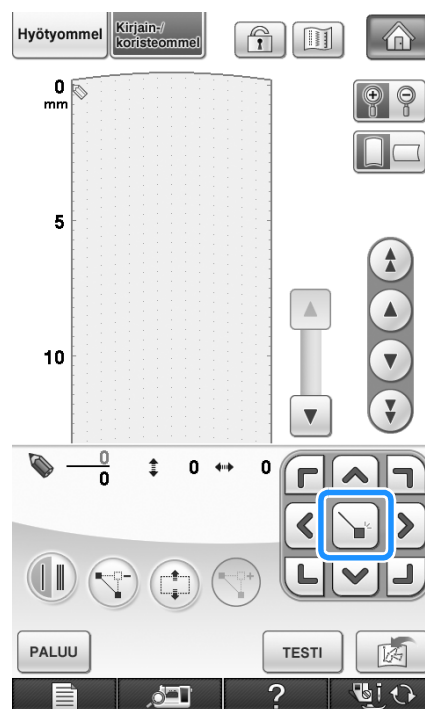 Hyötyommel
Kirjain-/
koristeommel
0
mm
5
10
0
0
0
0
PALUU
TESTI
?